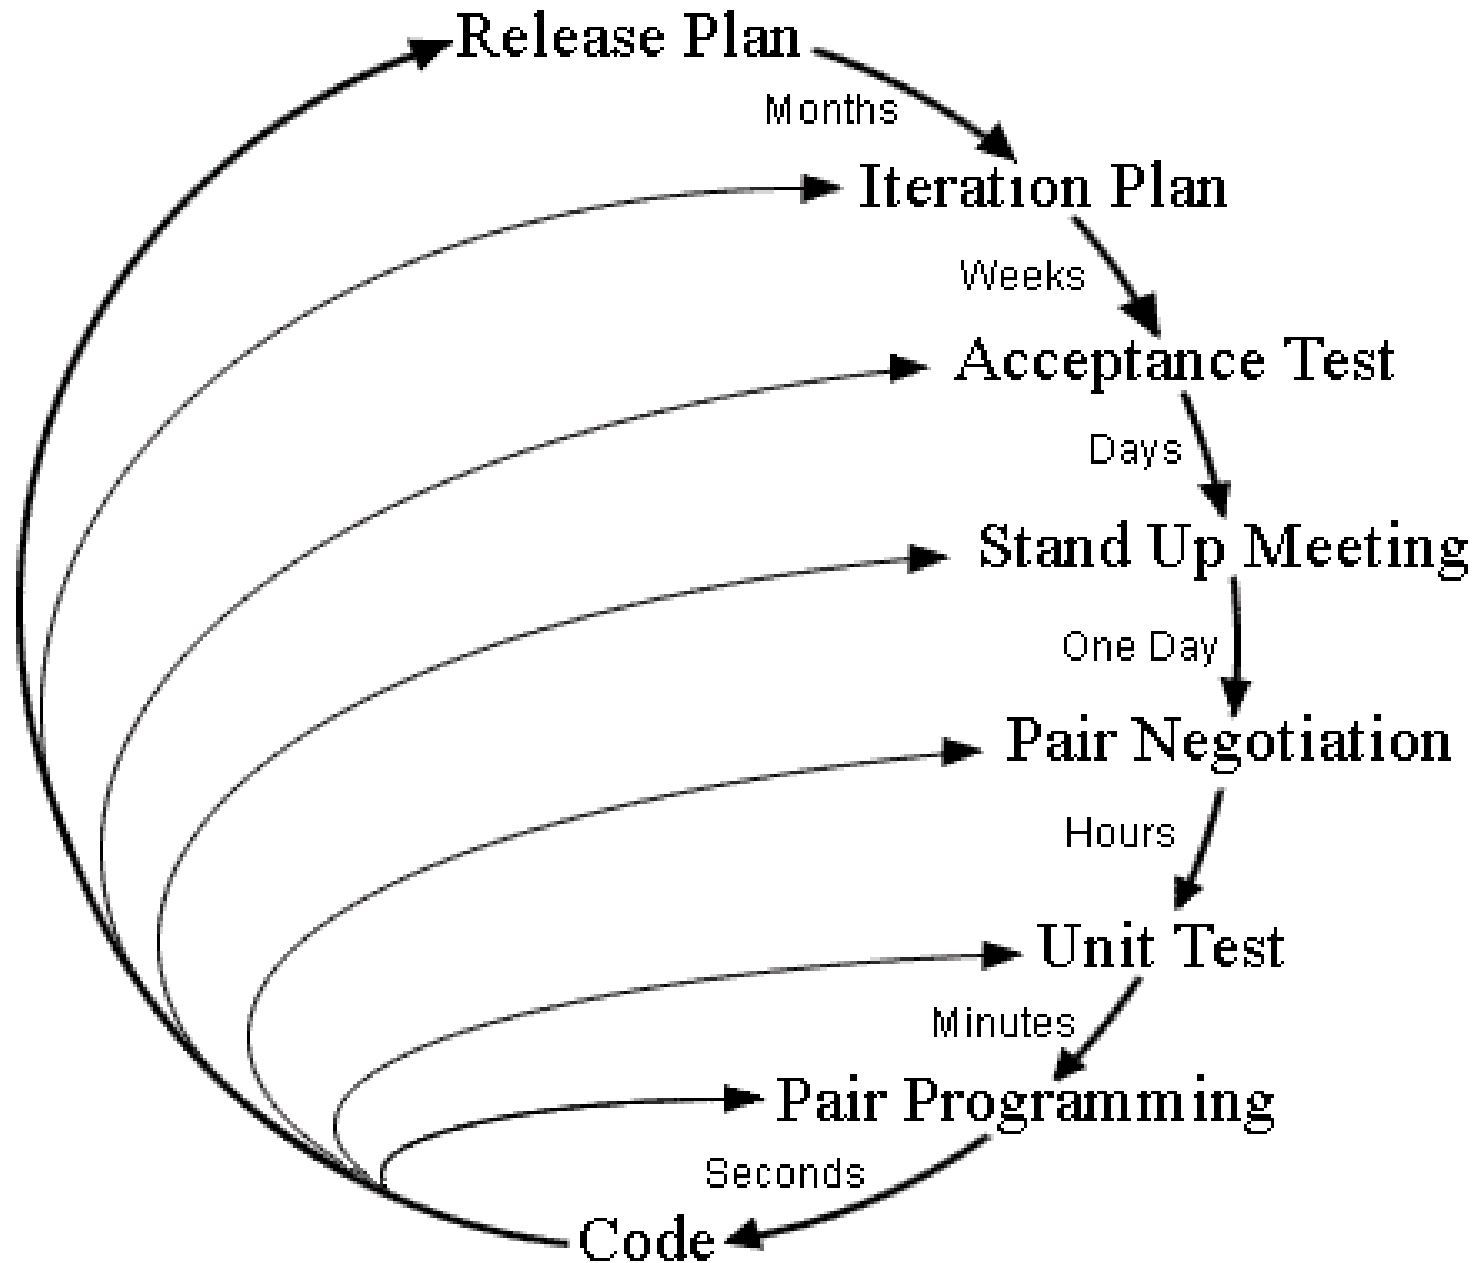 Release Plan
Months
Iteration Plan
Weeks
Acceptance Test
Days
Stand Up Meeting
One Day
Pair Negotiation
Hours
Unit Test
Minutes
Pair Programming
Seconds
Code